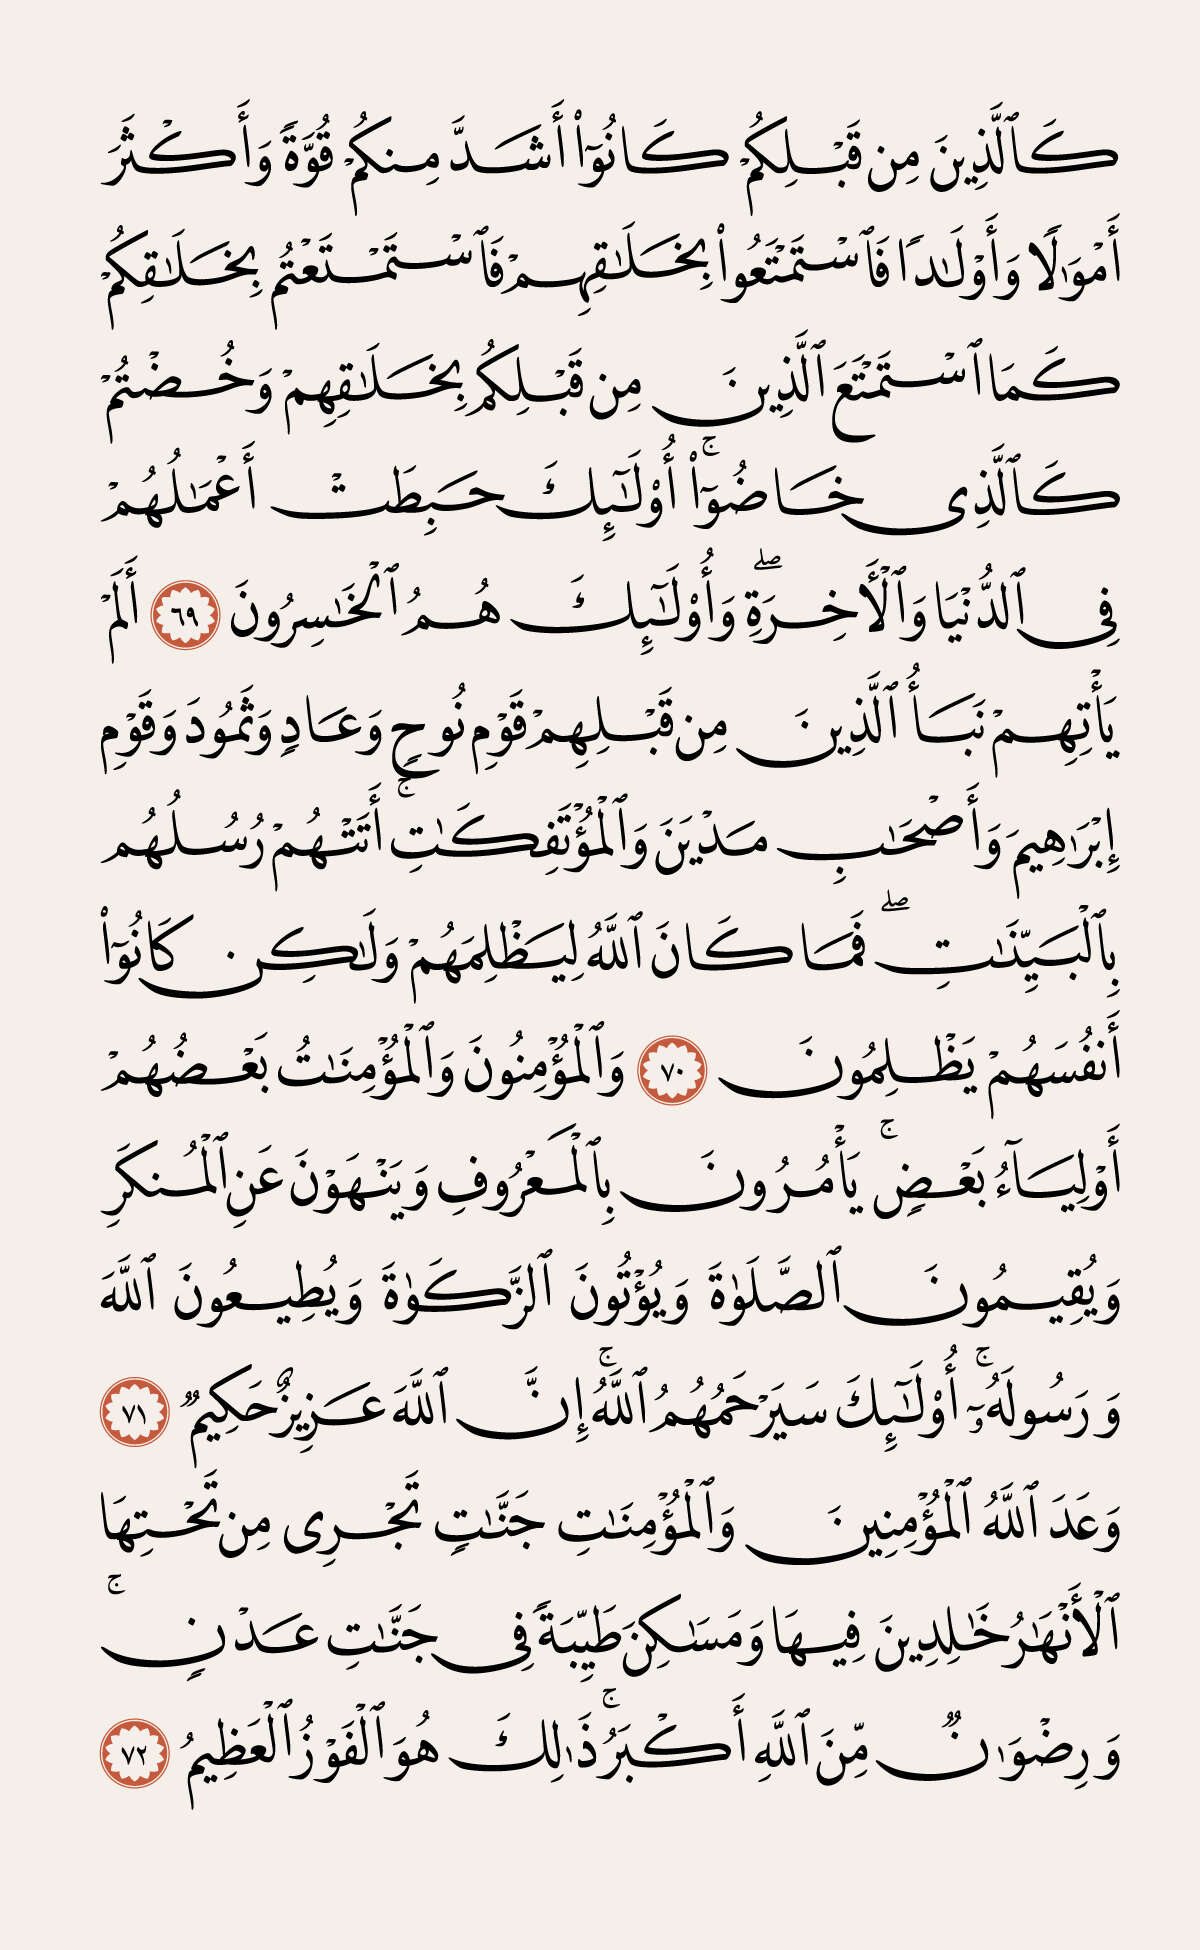 كَٱلَّذِينَ مِن قَبْلِكُمْ كَانُوٓا۟ أَشَدَّ مِنكُمْ قُوَّةً وَأَكْثَرَ
أَمْوَٰلًا وَأَوْلَـٰدًا فَٱسْتَمْتَعُوا۟ بِخَلَـٰقِهِمْ فَٱسْتَمْتَعْتُم بِخَلَـٰقِكُمْ
كَمَا ٱسْتَمْتَعَ ٱلَّذِينَ مِن قَبْلِكُم بِخَلَـٰقِهِمْ وَخُضْتُمْ
كَٱلَّذِى خَاضُوٓا۟ ۚ أُو۟لَـٰٓئِكَ حَبِطَتْ أَعْمَـٰلُهُمْ
فِى ٱلدُّنْيَا وَٱلْـَٔاخِرَةِ ۖ وَأُو۟لَـٰٓئِكَ هُمُ ٱلْخَـٰسِرُونَ ٦٩ أَلَمْ
يَأْتِهِمْ نَبَأُ ٱلَّذِينَ مِن قَبْلِهِمْ قَوْمِ نُوحٍ وَعَادٍ وَثَمُودَ وَقَوْمِ
إِبْرَٰهِيمَ وَأَصْحَـٰبِ مَدْيَنَ وَٱلْمُؤْتَفِكَـٰتِ ۚ أَتَتْهُمْ رُسُلُهُم
بِٱلْبَيِّنَـٰتِ ۖ فَمَا كَانَ ٱللَّهُ لِيَظْلِمَهُمْ وَلَـٰكِن كَانُوٓا۟
أَنفُسَهُمْ يَظْلِمُونَ ٧٠ وَٱلْمُؤْمِنُونَ وَٱلْمُؤْمِنَـٰتُ بَعْضُهُمْ
أَوْلِيَآءُ بَعْضٍ ۚ يَأْمُرُونَ بِٱلْمَعْرُوفِ وَيَنْهَوْنَ عَنِ ٱلْمُنكَرِ
وَيُقِيمُونَ ٱلصَّلَوٰةَ وَيُؤْتُونَ ٱلزَّكَوٰةَ وَيُطِيعُونَ ٱللَّهَ
وَرَسُولَهُۥٓ ۚ أُو۟لَـٰٓئِكَ سَيَرْحَمُهُمُ ٱللَّهُ ۗ إِنَّ ٱللَّهَ عَزِيزٌ حَكِيمٌ ٧١
وَعَدَ ٱللَّهُ ٱلْمُؤْمِنِينَ وَٱلْمُؤْمِنَـٰتِ جَنَّـٰتٍ تَجْرِى مِن تَحْتِهَا
ٱلْأَنْهَـٰرُ خَـٰلِدِينَ فِيهَا وَمَسَـٰكِنَ طَيِّبَةً فِى جَنَّـٰتِ عَدْنٍ ۚ
وَرِضْوَٰنٌ مِّنَ ٱللَّهِ أَكْبَرُ ۚ ذَٰلِكَ هُوَ ٱلْفَوْزُ ٱلْعَظِيمُ ٧٢